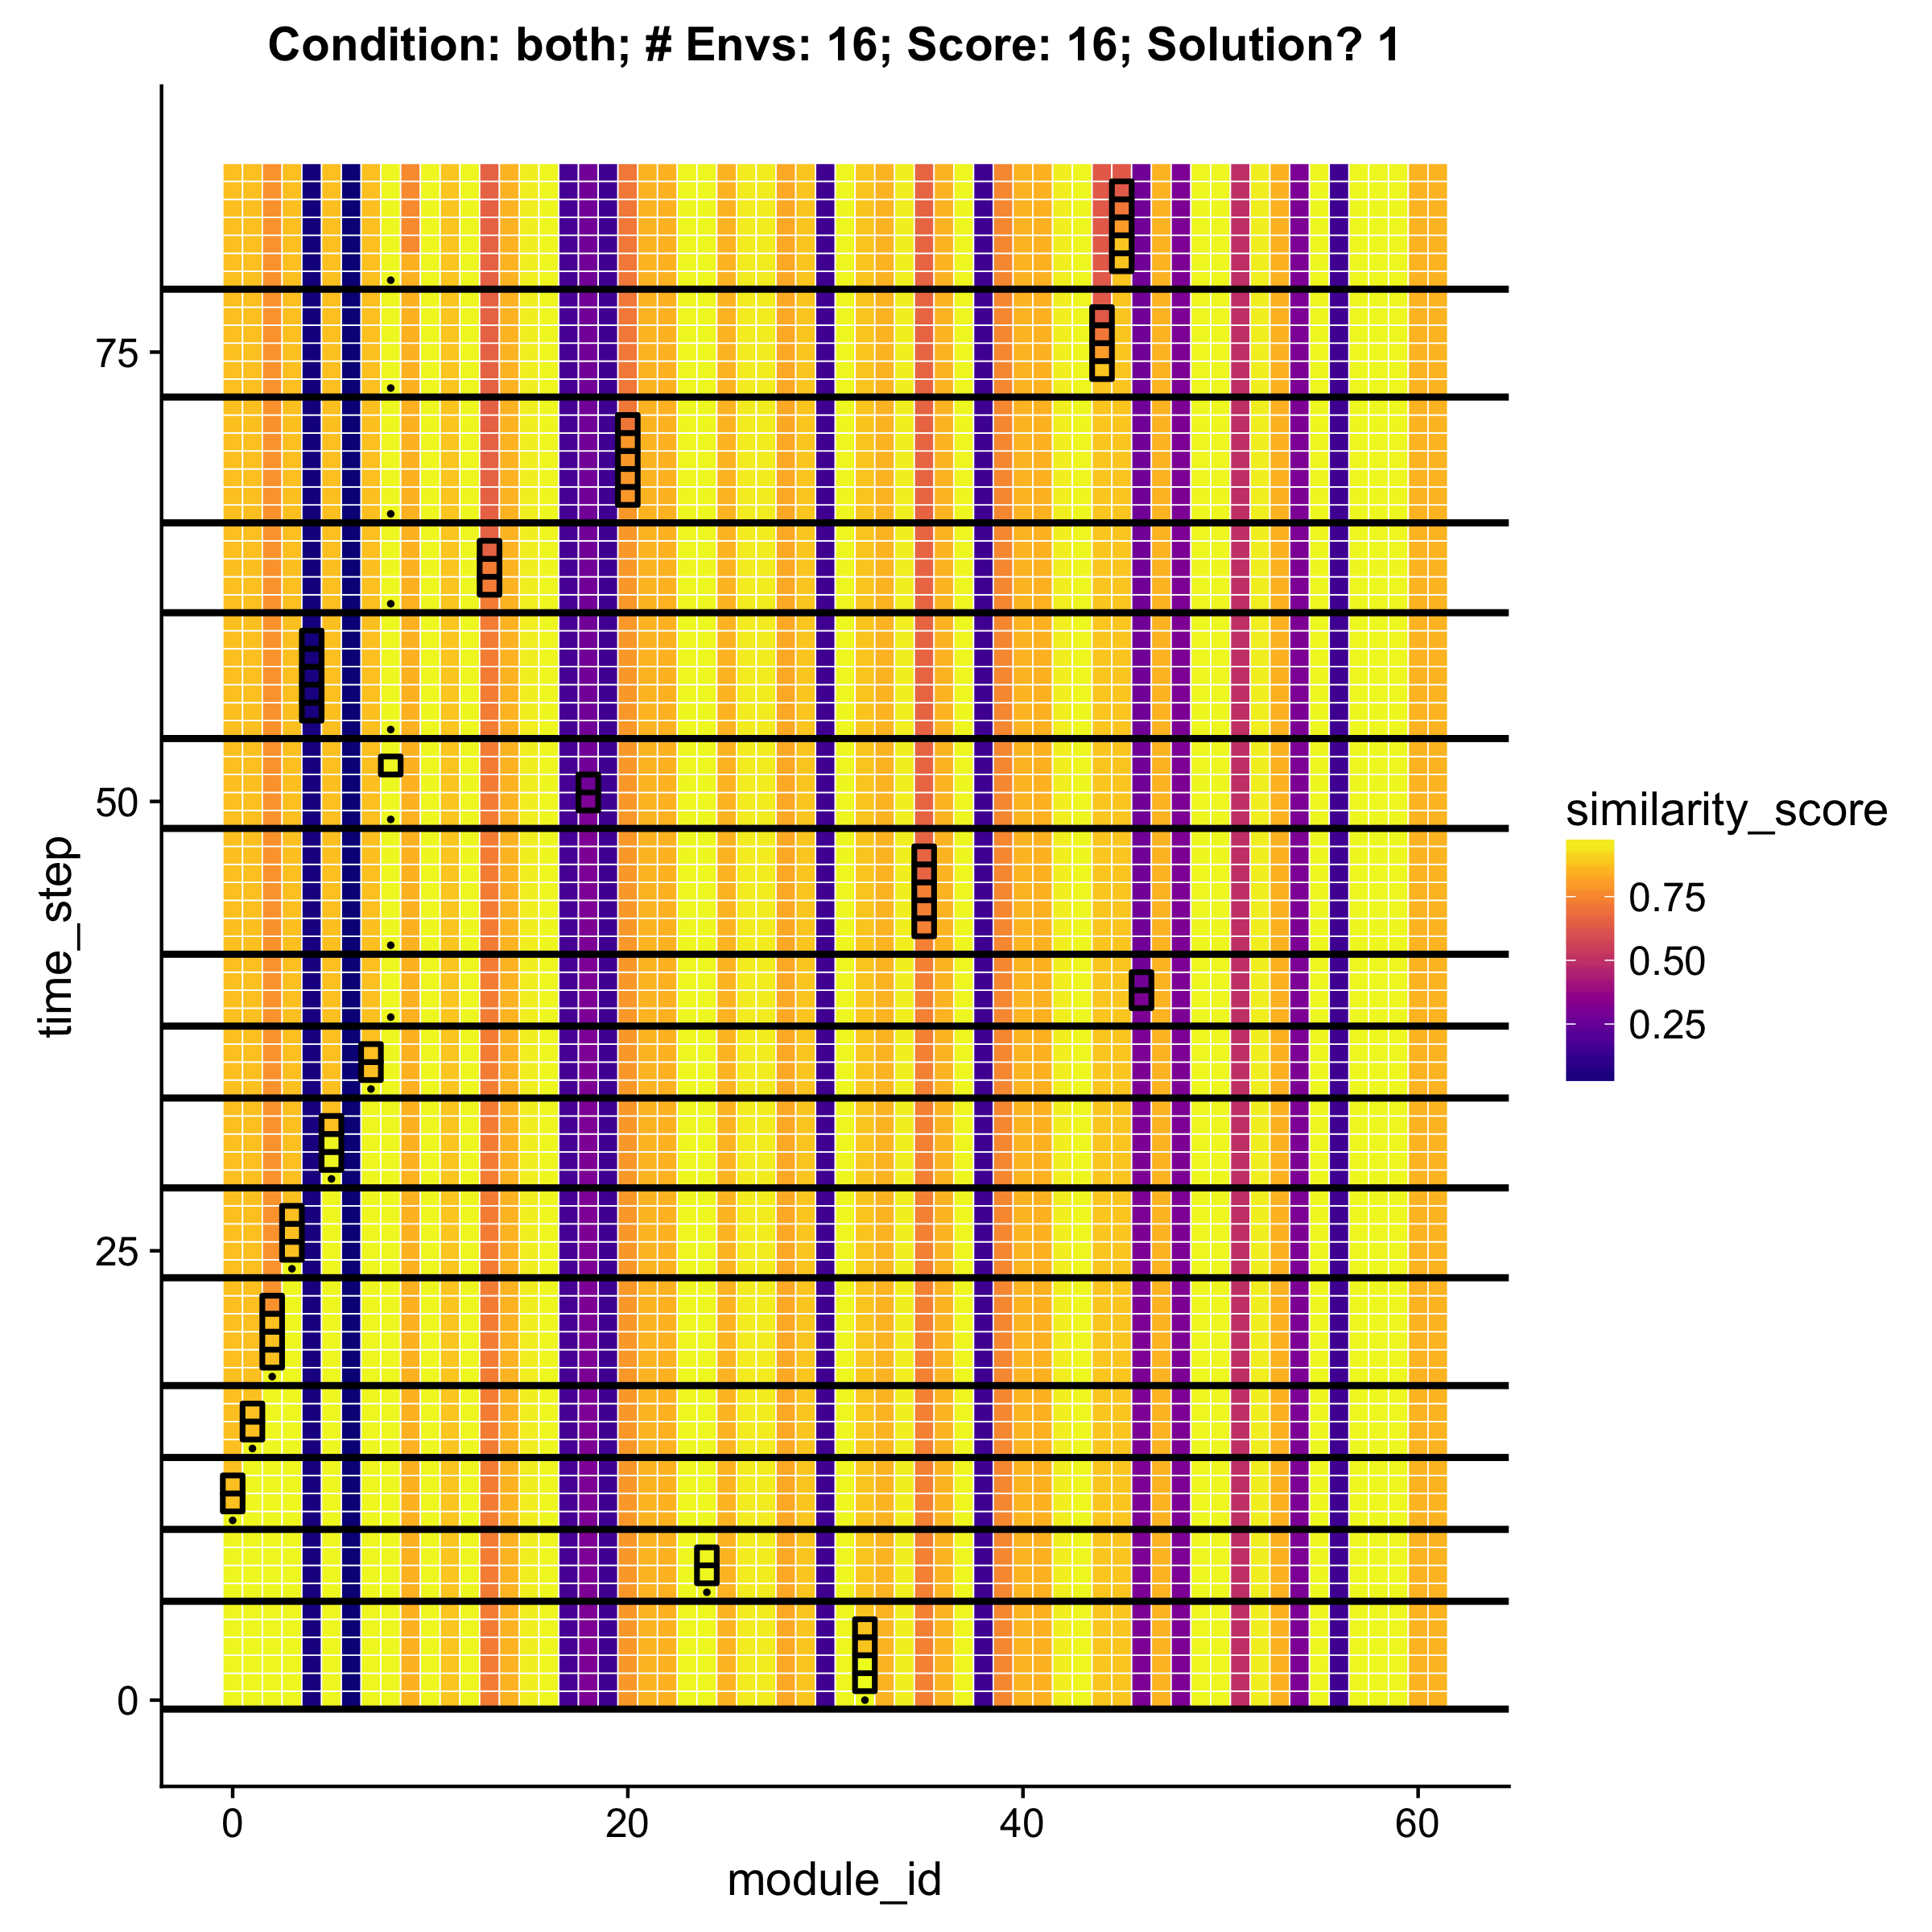 Condition: both; # Envs: 16; Score: 16; Solution? 1
time_step
75
50
25
0
0
20
40
60
module_id
similarity_score
0.75
0.50
0.25